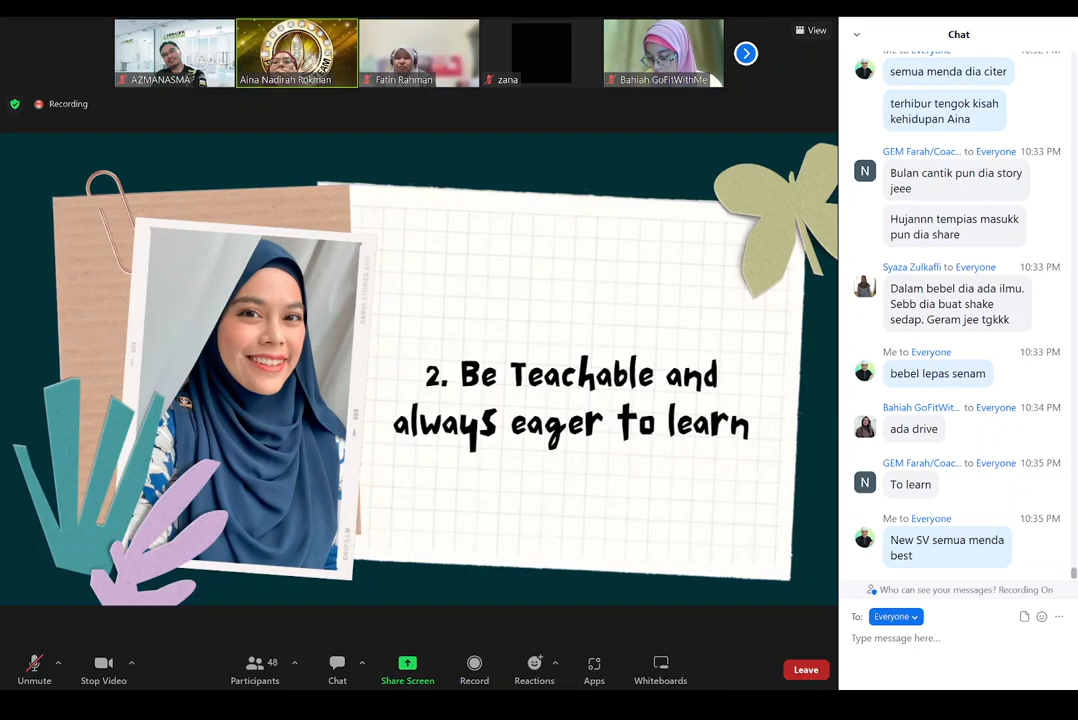 View
AZMANASMA
Aina Nadirah Rokman
Fatin Rahman
zana
Bahiah GoFitWithMe
Recording
2. Be Teachable and
always eager to learn
Unmute
Stop Video
48
Participants
Chat
Share Screen
Record
Reactions
Apps
Whiteboards
Leave
Chat
Me to Everyone 10:32 PM
semua menda dia citer
terhibur tengok kisah
kehidupan Aina
GEM Farah/Coac... to Everyone 10:33 PM
N
Bulan cantik pun dia story
jeee
Hujannn tempias masukk
pun dia share
Syaza Zulkafli to Everyone 10:33 PM
Dalam bebel dia ada ilmu.
Sebb dia buat shake
sedap. Geram jee tgkkk
Me to Everyone 10:33 PM
bebel lepas senam
Bahiah GoFitWit... to Everyone 10:34 PM
ada drive
GEM Farah/Coac... to Everyone 10:35 PM
N
To learn
Me to Everyone 10:35 PM
New SV semua menda
best
Who can see your messages? Recording On
To: Everyone
Type message here...